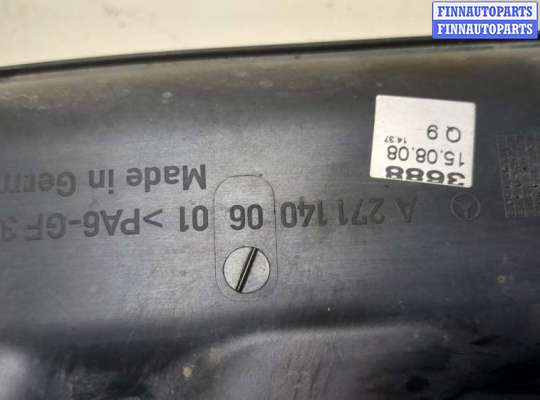 FINNAUTOPARTS
FINNAUTOPARTS
3688
15.08.08
14:37
Q 9
A 271 140 06 01 >PA6-GF3
Made in Germ